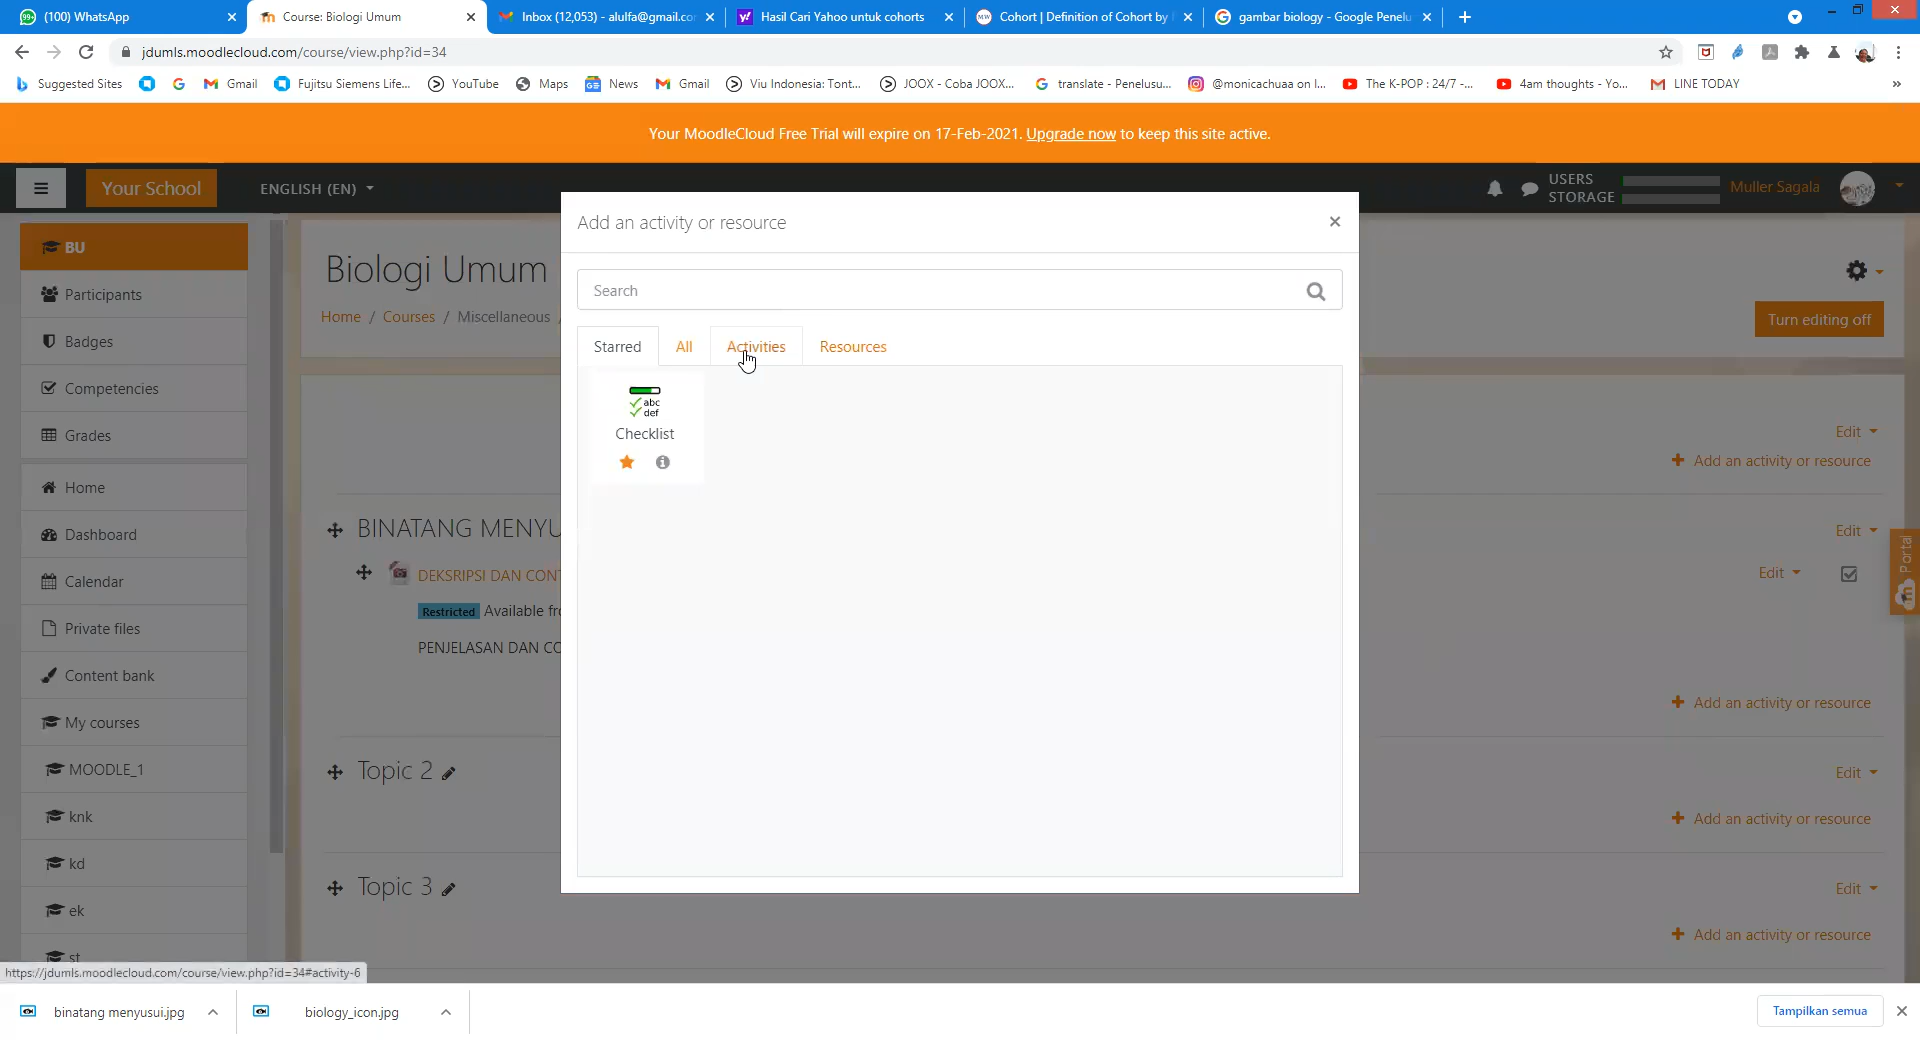 (100) WhatsApp
Course: Biologi Umum
Inbox (12,053) - alulfa@gmail.co
Hasil Cari Yahoo untuk cohorts
Cohort | Definition of Cohort by
gambar biology - Google Penelu
jdumls.moodlecloud.com/course/view.php?id=34
Suggested Sites
Gmail
Fujitsu Siemens Life...
YouTube
Maps
News
Gmail
Viu Indonesia: Tont...
JOOX - Coba JOOX...
translate - Penelusu...
@monicachuaa on I...
The K-POP : 24/7 -...
4am thoughts - Yo...
LINE TODAY
»
Your MoodleCloud Free Trial will expire on 17-Feb-2021. Upgrade now to keep this site active.
Your School
ENGLISH (EN)
USERS
STORAGE
Muller Sagala
BU
Participants
Badges
Competencies
Grades
Home
Dashboard
Calendar
Private files
Content bank
My courses
MOODLE_1
knk
kd
ek
st
Biologi Umum
Home / Courses / Miscellaneous /
Turn editing off
Add an activity or resource
×
Search
Starred
All
Activities
Resources
abc
def
Checklist
Edit
+ Add an activity or resource
BINATANG MENYU
Edit
DEKSRIPSI DAN CONT
Edit
Restricted Available fr
PENJELASAN DAN CO
+ Add an activity or resource
Topic 2
Edit
+ Add an activity or resource
Topic 3
Edit
+ Add an activity or resource
Portal
https://jdumls.moodlecloud.com/course/view.php?id=34#activity-6
binatang menyusui.jpg
biology_icon.jpg
Tampilkan semua